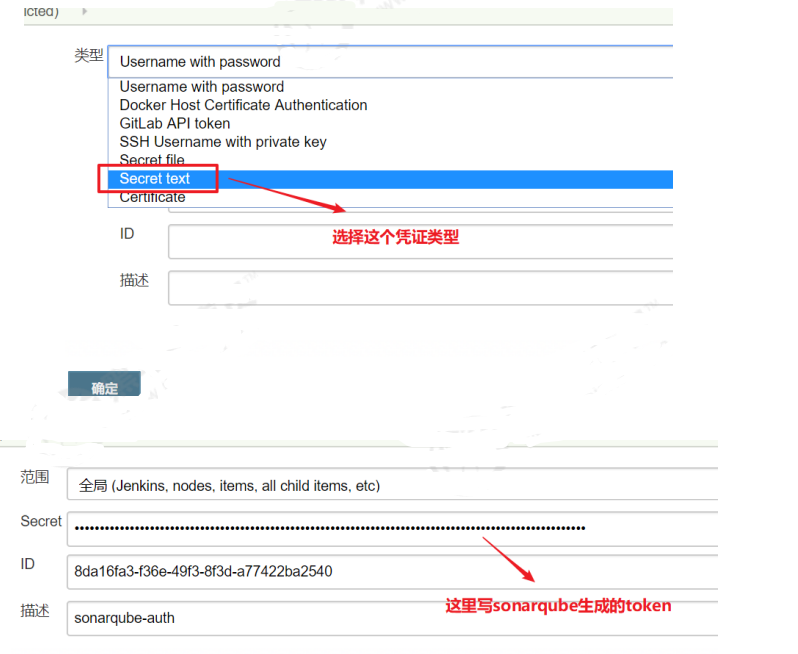 icted)
类型
Username with password
Username with password
Docker Host Certificate Authentication
GitLab API token
SSH Username with private key
Secret file
Secret text
Certificate
ID
选择这个凭证类型
描述
确定
范围
全局 (Jenkins, nodes, items, all child items, etc)
Secret
ID
8da16fa3-f36e-49f3-8f3d-a77422ba2540
这里写sonarqube生成的token
描述
sonarqube-auth